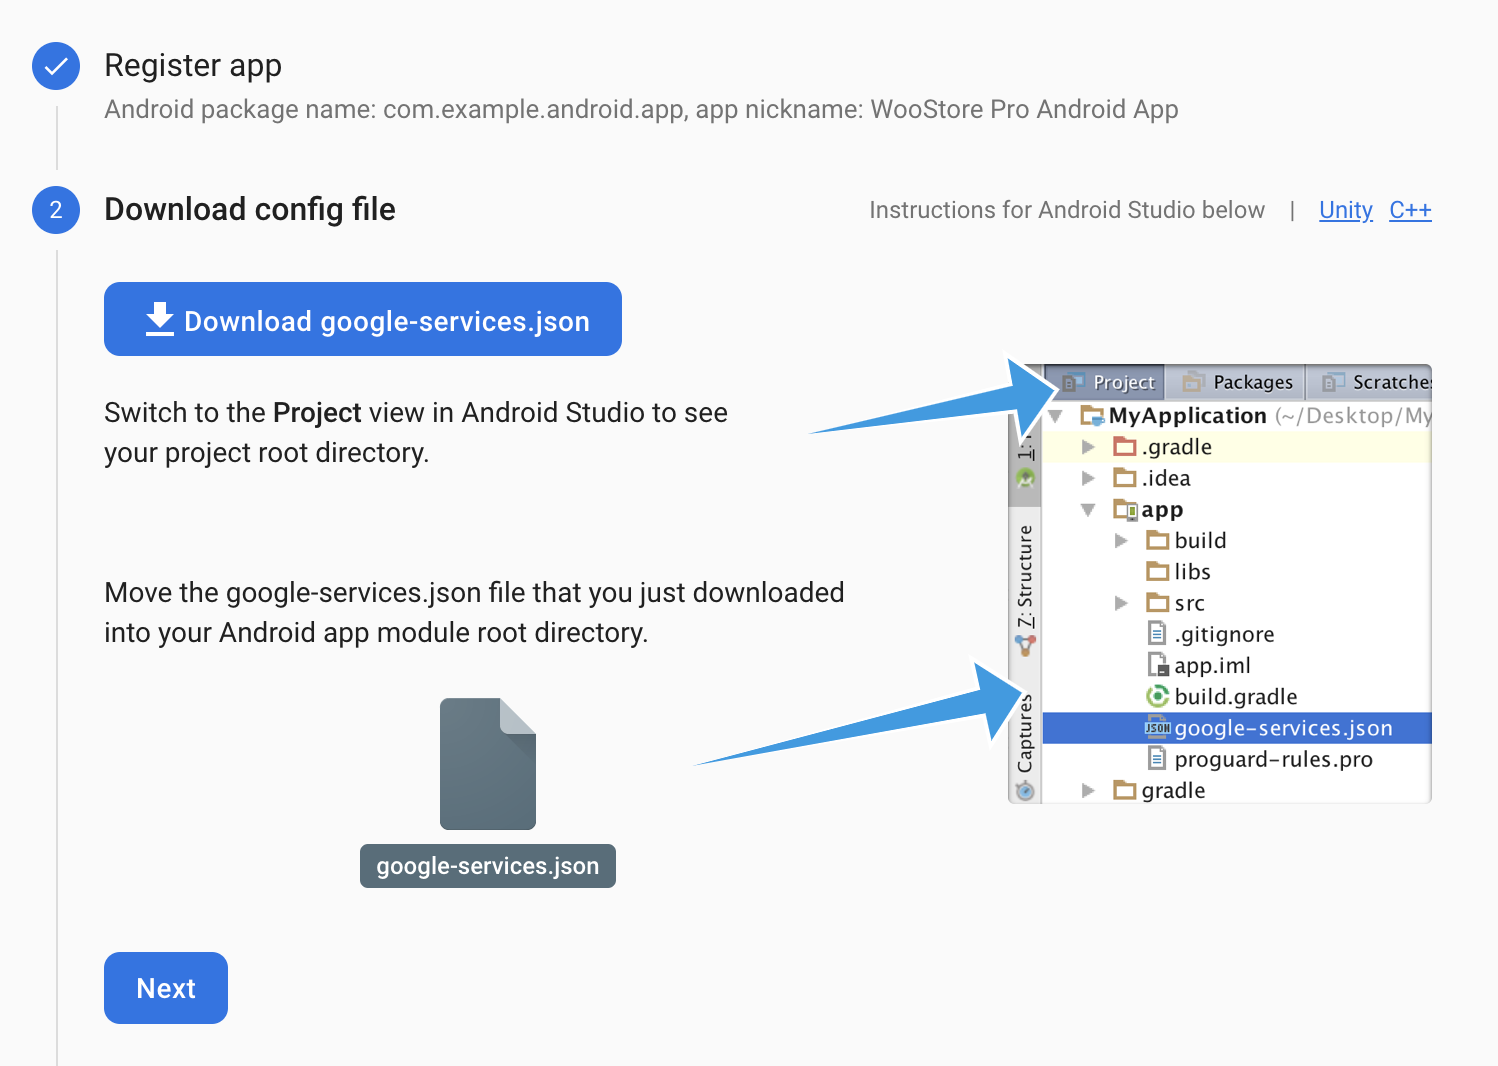 Register app
Android package name: com.example.android.app, app nickname: WooStore Pro Android App
2
Download config file
Instructions for Android Studio below | Unity C++
Download google-services.json
Switch to the Project view in Android Studio to see
your project root directory.
Move the google-services.json file that you just downloaded
into your Android app module root directory.
google-services.json
Next
Project Packages Scratches
MyApplication (~/Desktop/My
.gradle
.idea
app
build
libs
src
.gitignore
app.iml
build.gradle
JSON google-services.json
proguard-rules.pro
gradle
1:
7: Structure
Captures